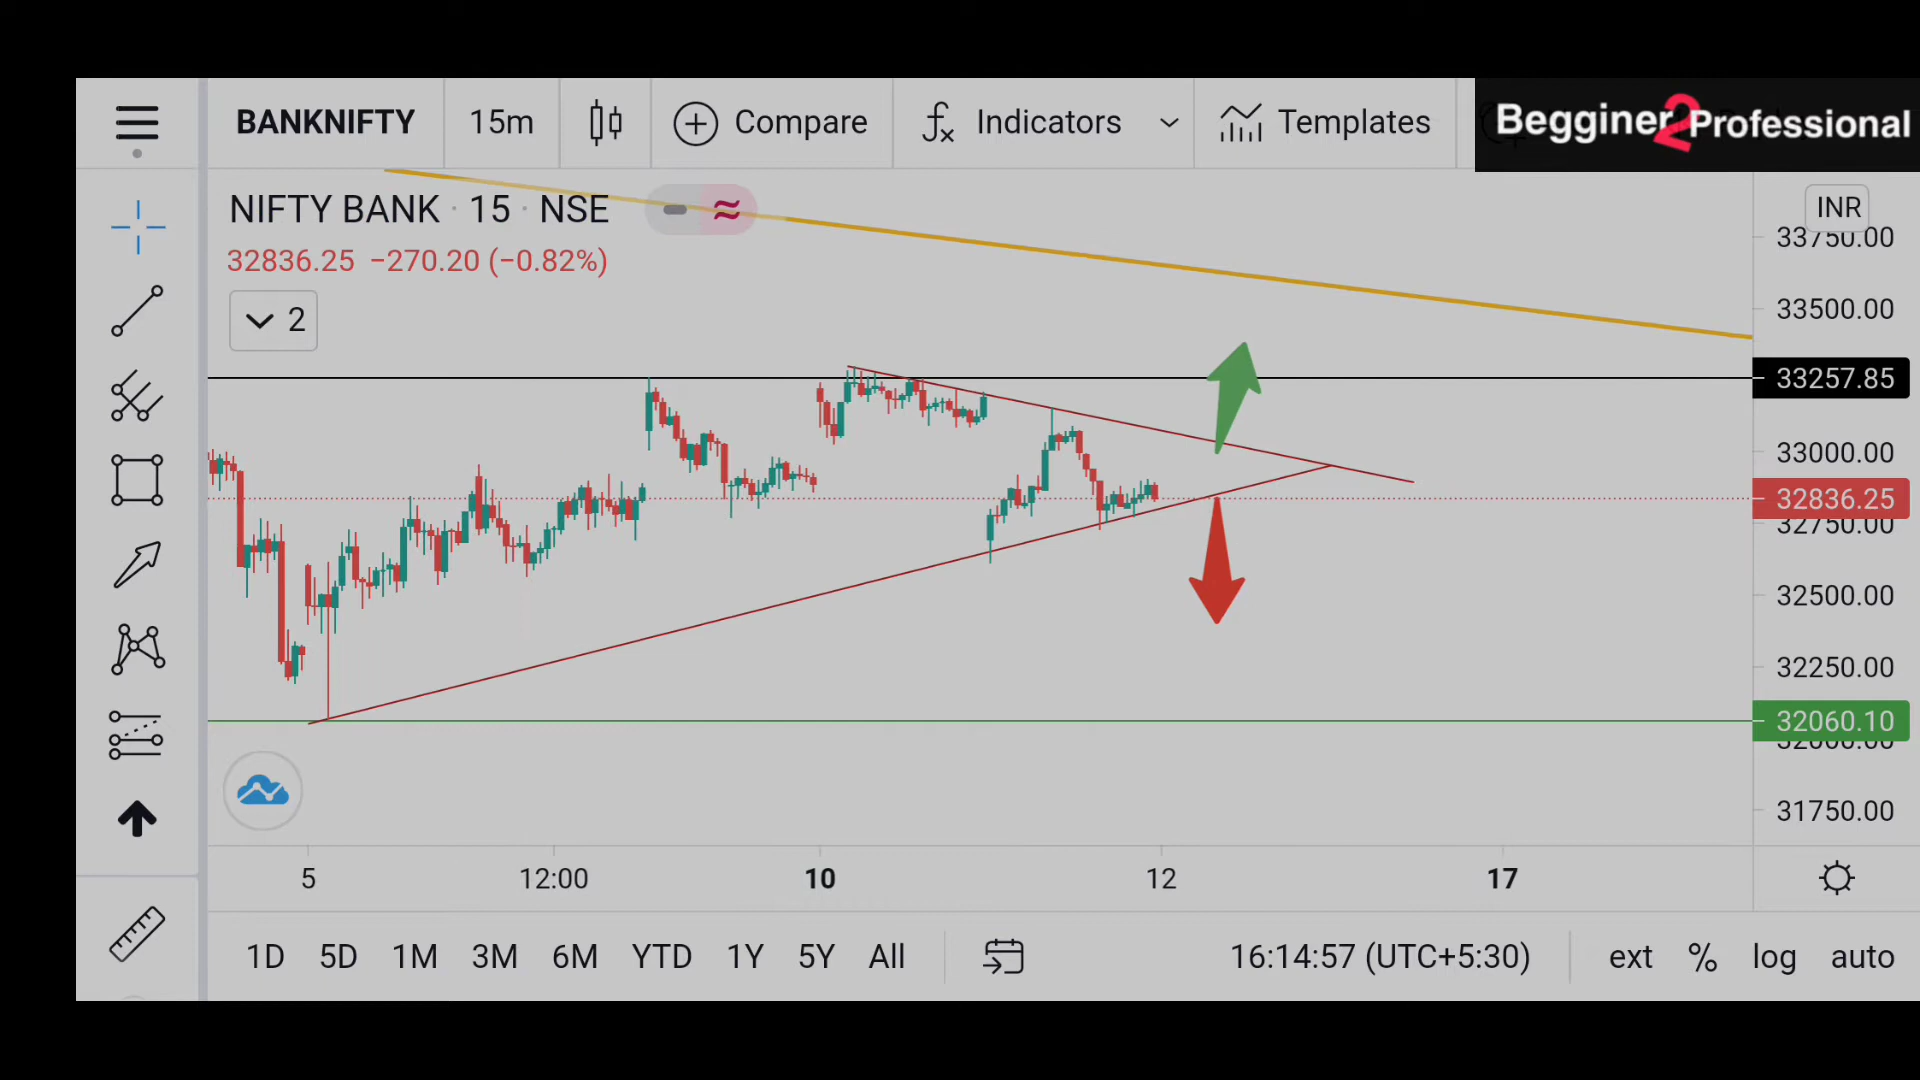 BANKNIFTY 15m Compare Indicators Templates Begginer2Professional
NIFTY BANK · 15 · NSE
INR
33750.00
32836.25 −270.20 (−0.82%)
33500.00
2
33257.85
33000.00
32836.25
32750.00
32500.00
32250.00
32060.10
32000.00
31750.00
5 12:00 10 12 17
1D 5D 1M 3M 6M YTD 1Y 5Y All 16:14:57 (UTC+5:30) ext % log auto